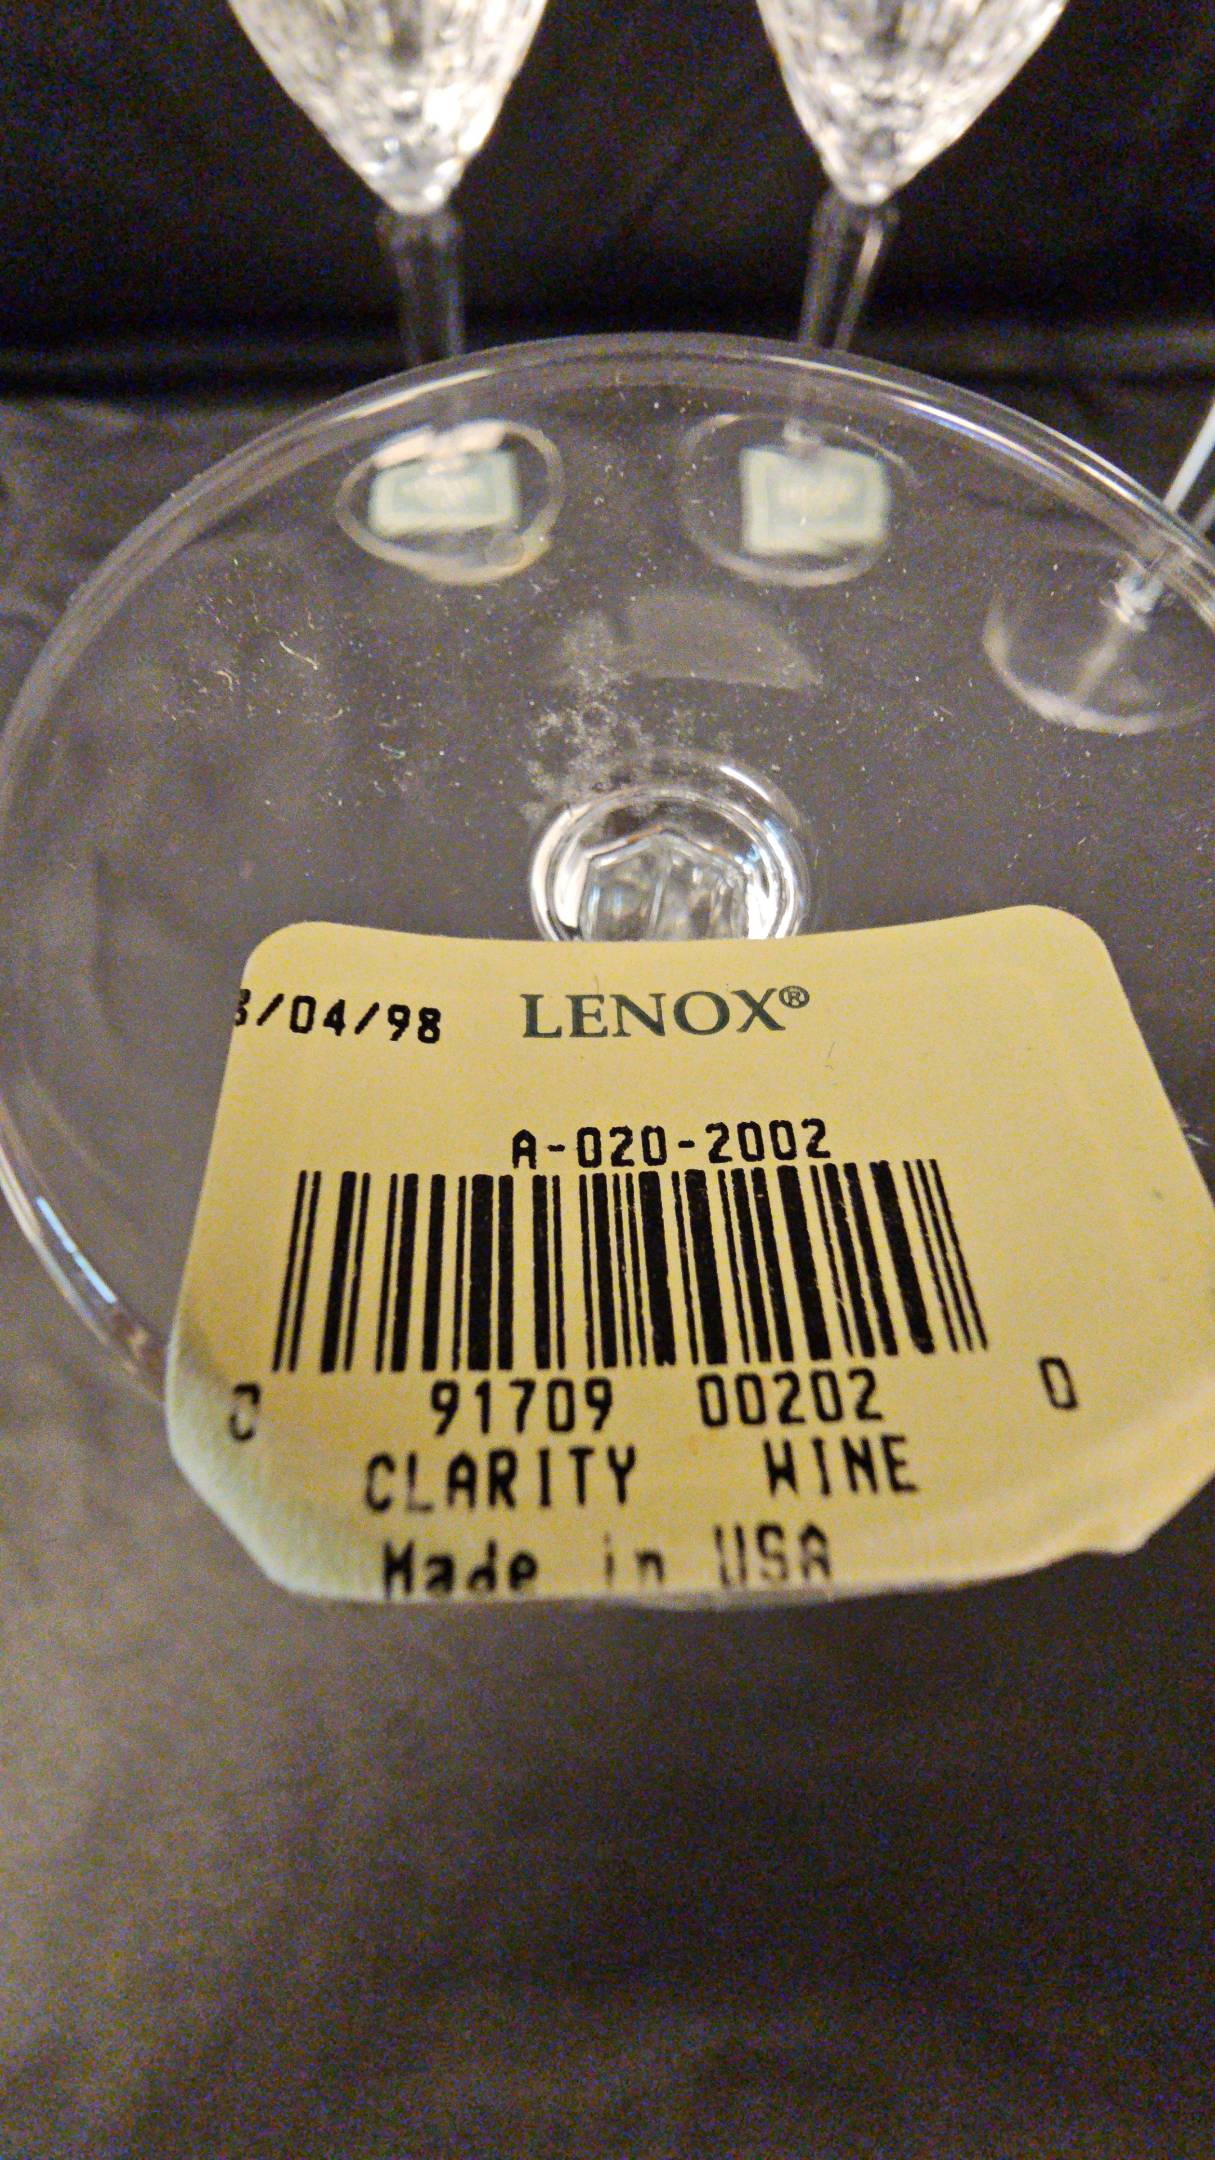 3/04/98 LENOX®
A-020-2002
0 91709 00202 0
CLARITY WINE
Made in USA